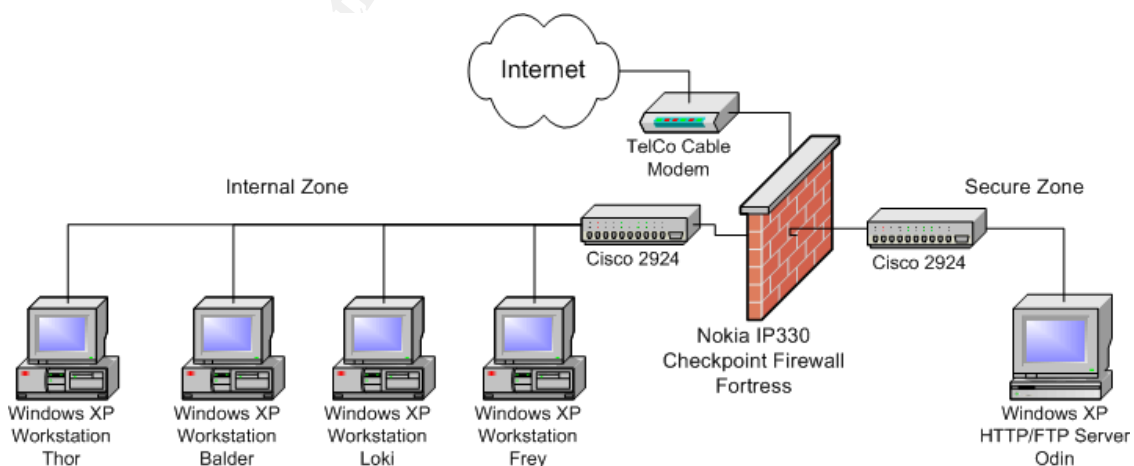 Internet
TelCo Cable
Modem
Internal Zone
Secure Zone
Cisco 2924
Cisco 2924
Nokia IP330
Checkpoint Firewall
Fortress
Windows XP
Workstation
Thor
Windows XP
Workstation
Balder
Windows XP
Workstation
Loki
Windows XP
Workstation
Frey
Windows XP
HTTP/FTP Server
Odin